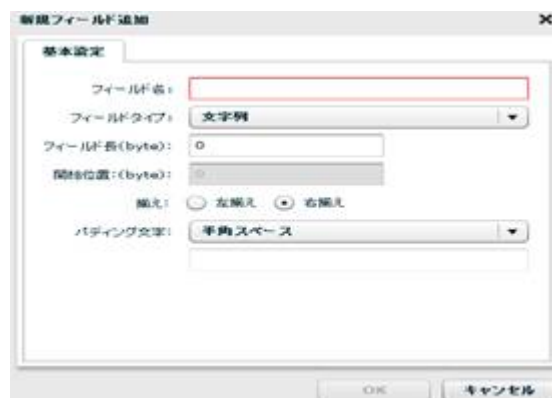 新規フィールド追加
基本設定
フィールド名:
フィールドタイプ: 文字列
フィールド長(byte): 0
開始位置:(byte): 0
揃え: 左揃え 右揃え
パディング文字: 半角スペース
OK キャンセル